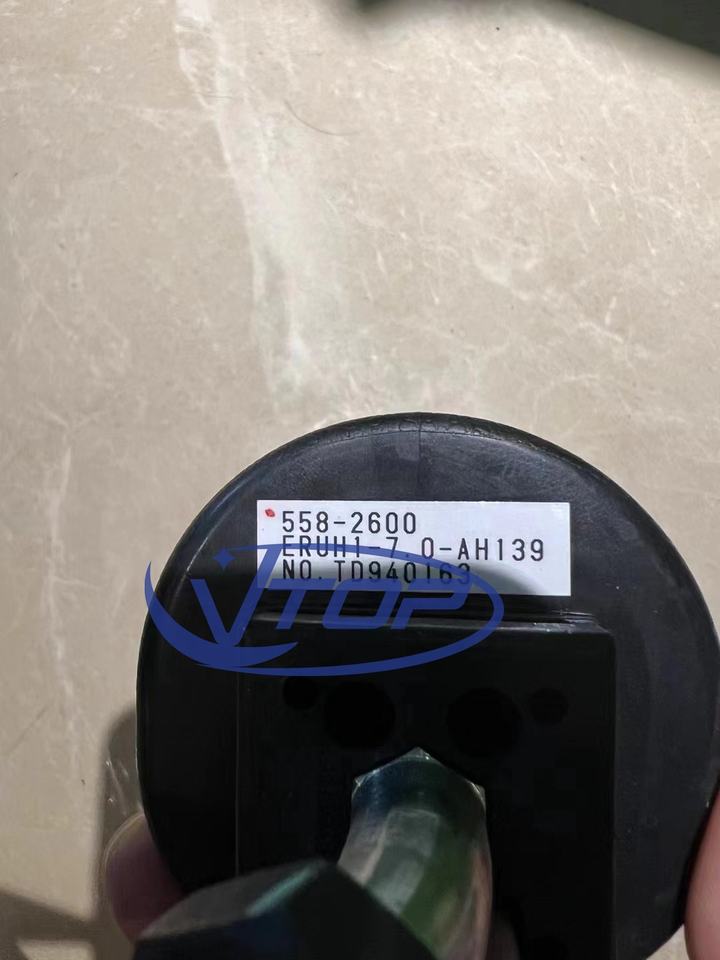 558-2600
ERUH1-7.0-AH139
NO. TD940163
VTOP